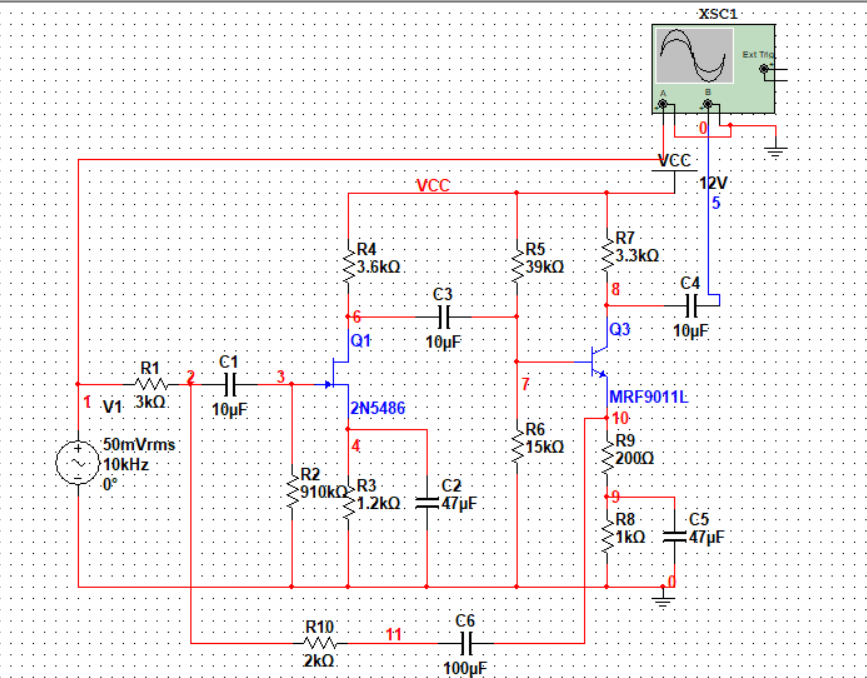 XSC1
Ext Trig
A
B
0
VCC
12V
5
VCC
R4
3.6kΩ
R5
39kΩ
R7
3.3kΩ
8
C4
10µF
C3
10µF
6
Q1
Q3
R1
3kΩ
2
C1
10µF
3
7
MRF9011L
1
V1
2N5486
10
50mVrms
10kHz
0°
4
R6
15kΩ
R9
200Ω
R2
910kΩ
R3
1.2kΩ
C2
47µF
9
R8
1kΩ
C5
47µF
0
R10
2kΩ
11
C6
100µF